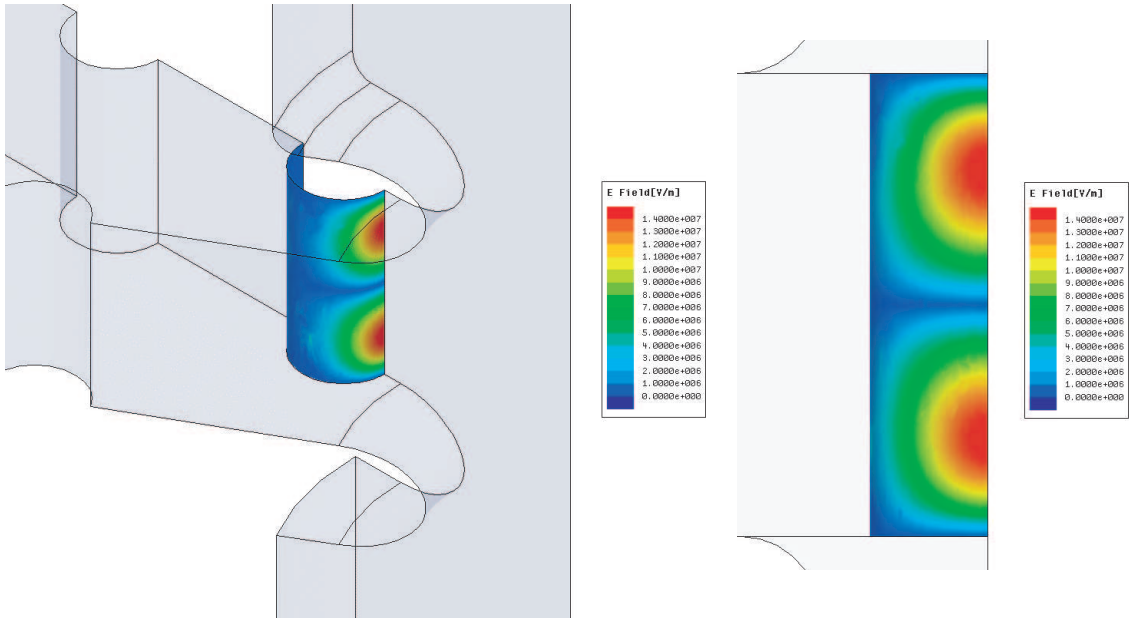 E Field[V/m]
1.4000e+007
1.3000e+007
1.2000e+007
1.1000e+007
1.0000e+007
9.0000e+006
8.0000e+006
7.0000e+006
6.0000e+006
5.0000e+006
4.0000e+006
3.0000e+006
2.0000e+006
1.0000e+006
0.0000e+000
E Field[V/m]
1.4000e+007
1.3000e+007
1.2000e+007
1.1000e+007
1.0000e+007
9.0000e+006
8.0000e+006
7.0000e+006
6.0000e+006
5.0000e+006
4.0000e+006
3.0000e+006
2.0000e+006
1.0000e+006
0.0000e+000